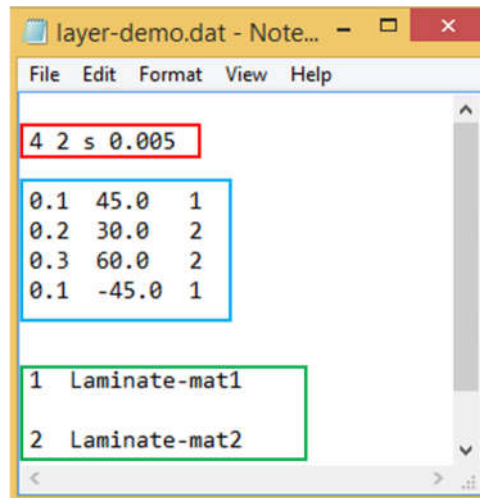 layer-demo.dat - Note...
File Edit Format View Help
4 2 s 0.005
0.1 45.0 1
0.2 30.0 2
0.3 60.0 2
0.1 -45.0 1
1 Laminate-mat1
2 Laminate-mat2